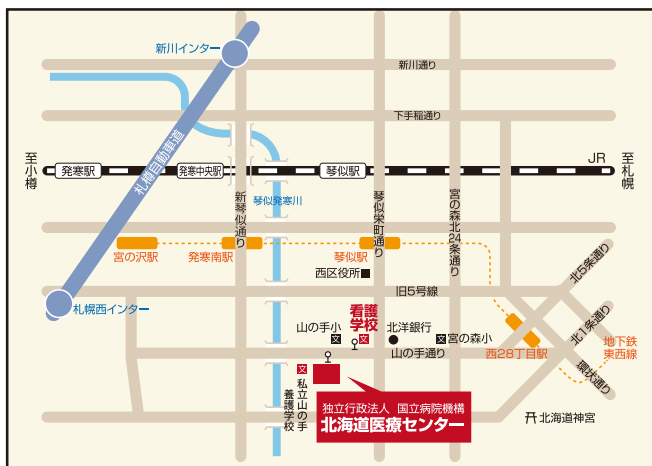 新川インター
新川通り
下手稲通り
札樽自動車道
至小樽
発寒駅
発寒中央駅
琴似駅
JR
至札幌
新琴似通り
琴似発寒川
琴似栄町通り
宮の森北24条通り
宮の沢駅
発寒南駅
琴似駅
西区役所
北5条通り
札幌西インター
旧5号線
看護
学校
山の手小
文
文
北洋銀行
文
宮の森小
山の手通り
西28丁目駅
北1条通り
地下鉄
東西線
環状通り
文
私立山の手
養護学校
独立行政法人 国立病院機構
北海道医療センター
北海道神宮